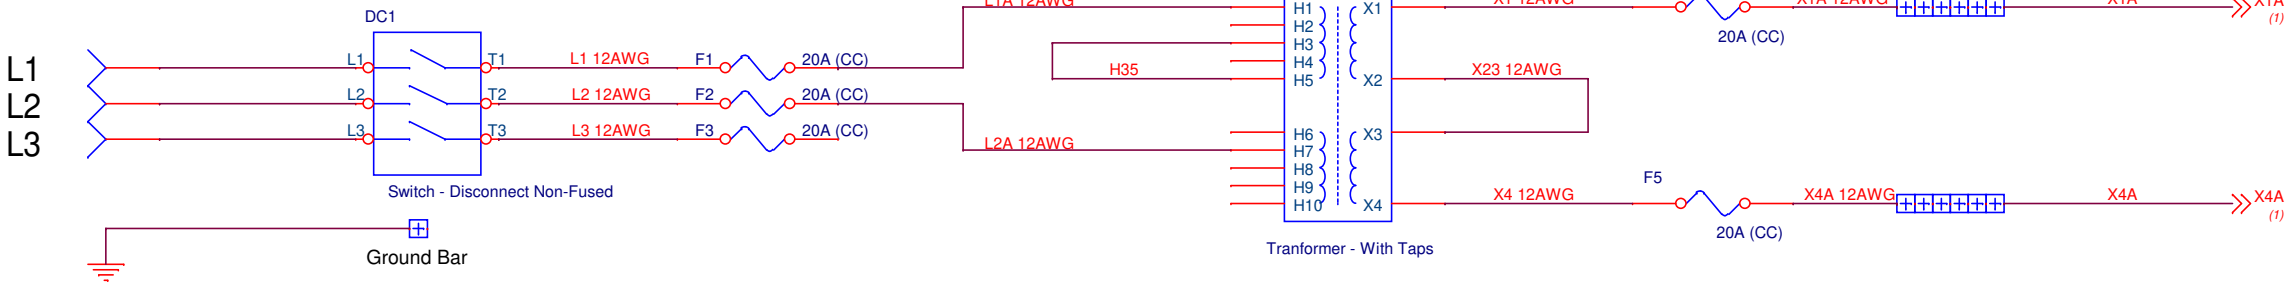 DC1
L1
L2
L3
L1
L2
L3
T1
T2
T3
L1 12AWG
L2 12AWG
L3 12AWG
F1
F2
F3
20A (CC)
20A (CC)
20A (CC)
Switch - Disconnect Non-Fused
Ground Bar
L1A 12AWG
H35
L2A 12AWG
H1
H2
H3
H4
H5
H6
H7
H8
H9
H10
X1
X2
X3
X4
Tranformer - With Taps
X1 12AWG
X23 12AWG
X4 12AWG
20A (CC)
F5
20A (CC)
X1A 12AWG
X4A 12AWG
X1A
X4A
X1A
(1)
X4A
(1)